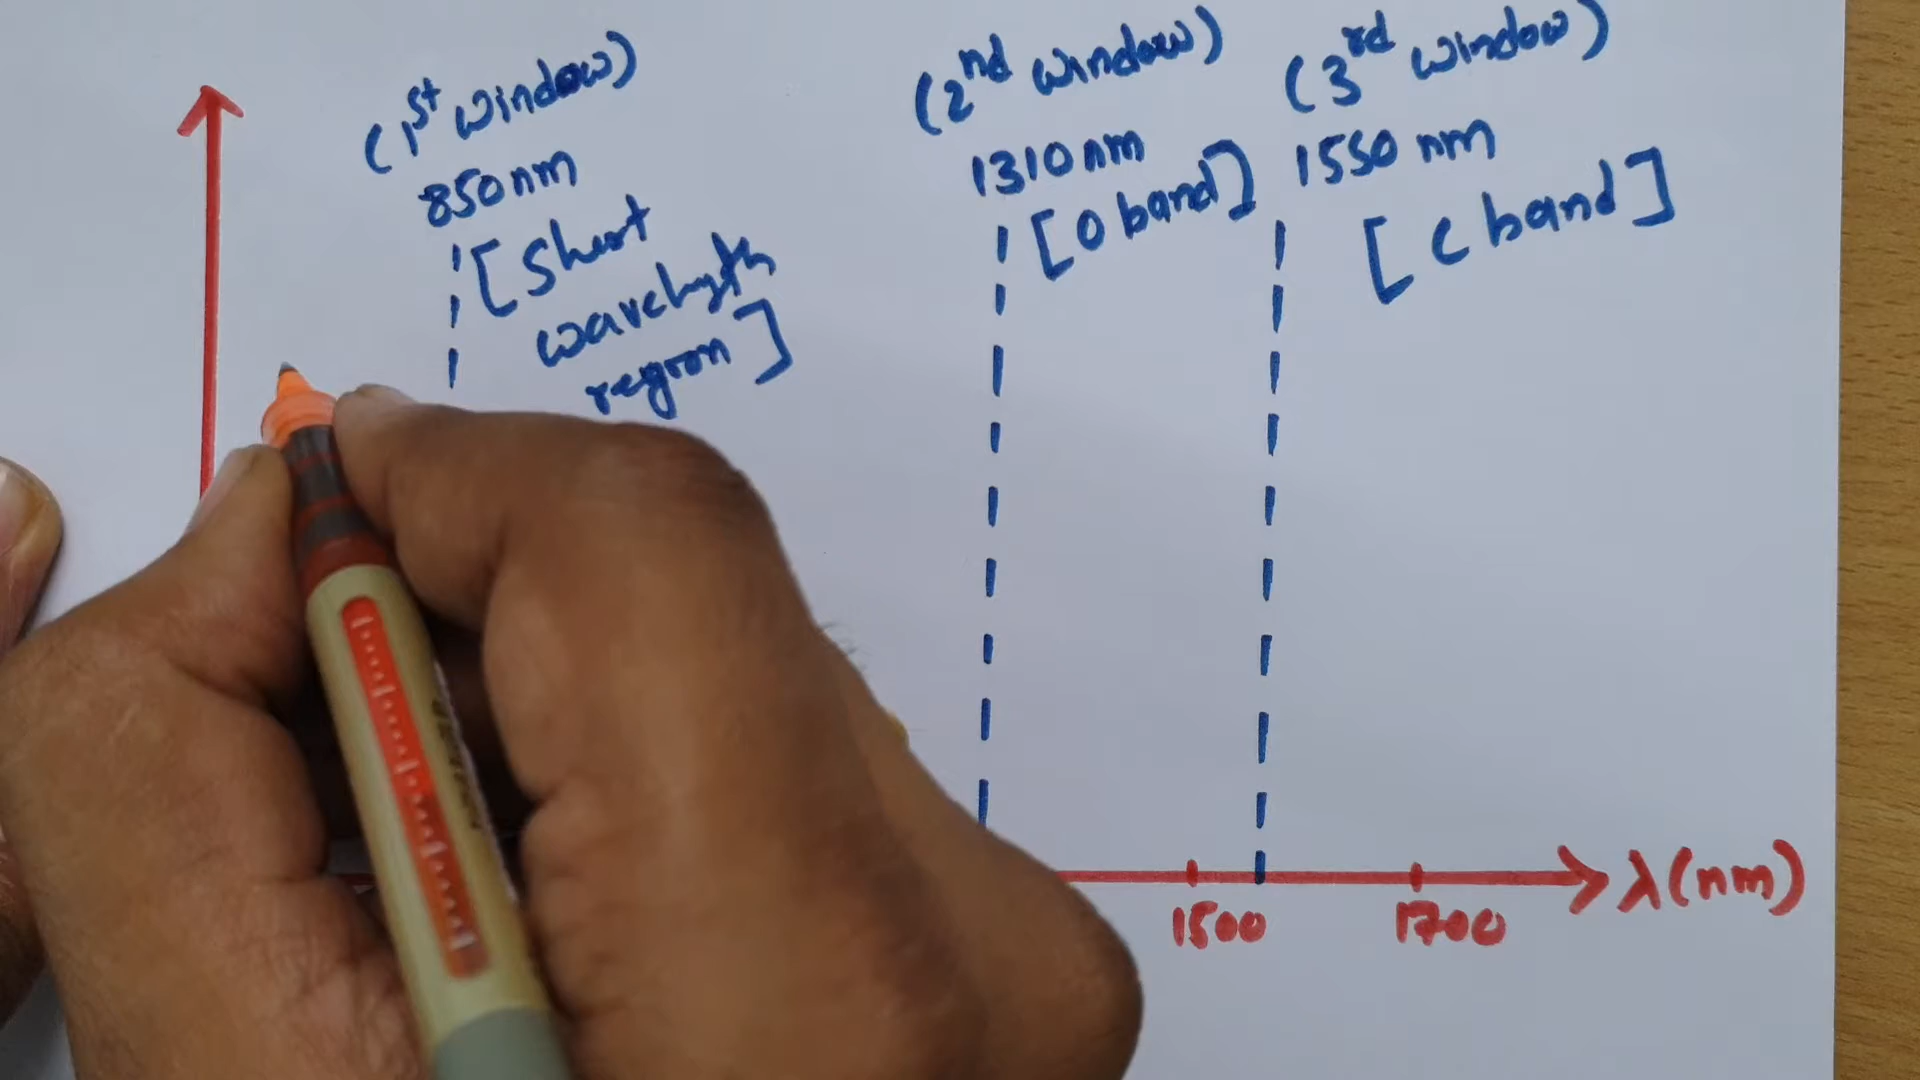 (1st window)
850nm
[Short
wavelength
region]
(2nd window)
1310nm
[O band]
(3rd window)
1550 nm
[C band]
1500
1700
λ(nm)